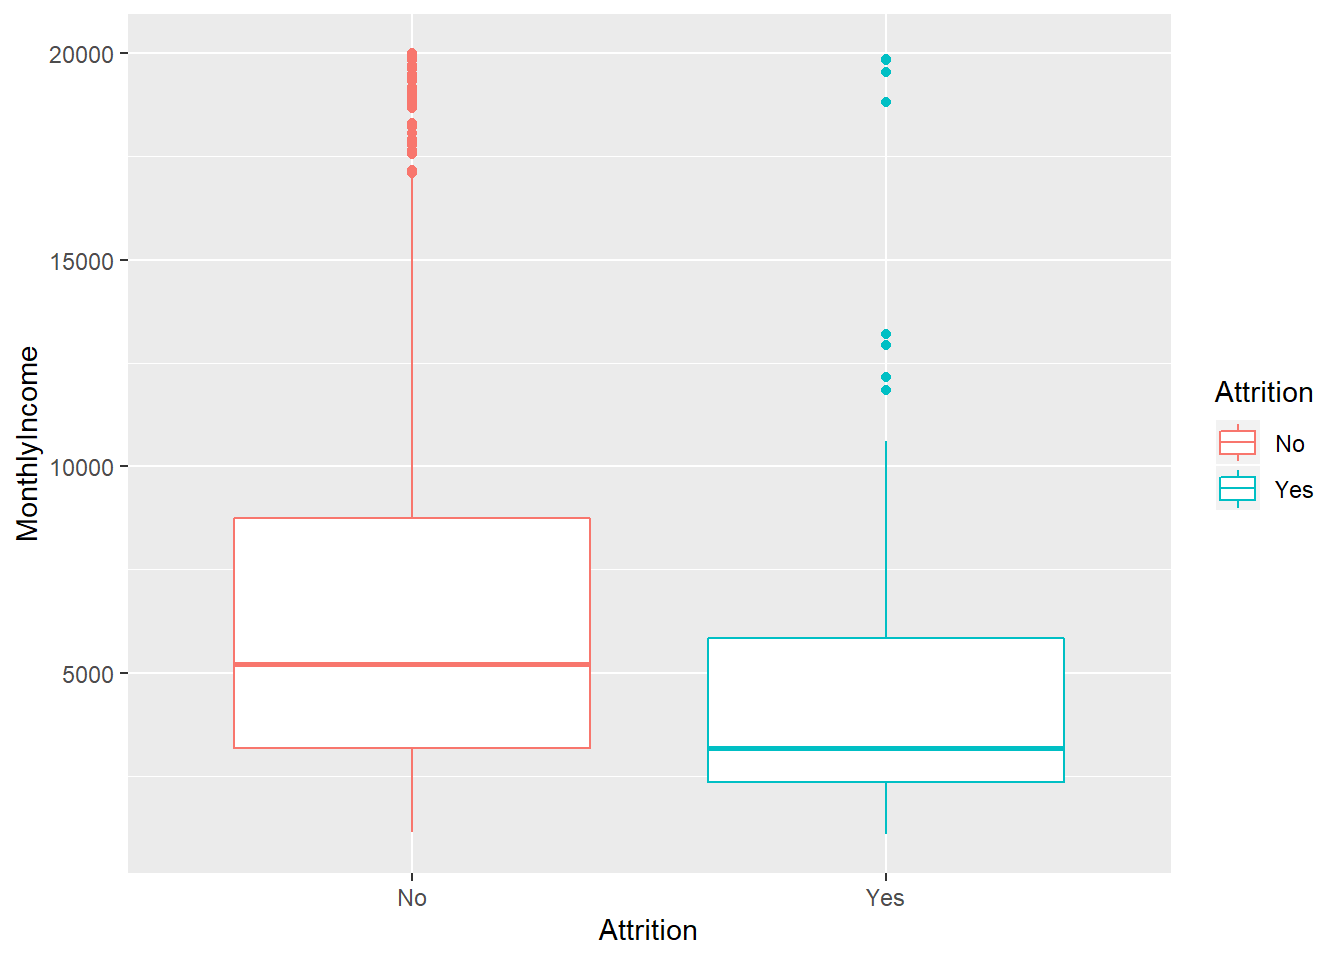 20000
15000
10000
5000
MonthlyIncome
No
Yes
Attrition
Attrition
No
Yes